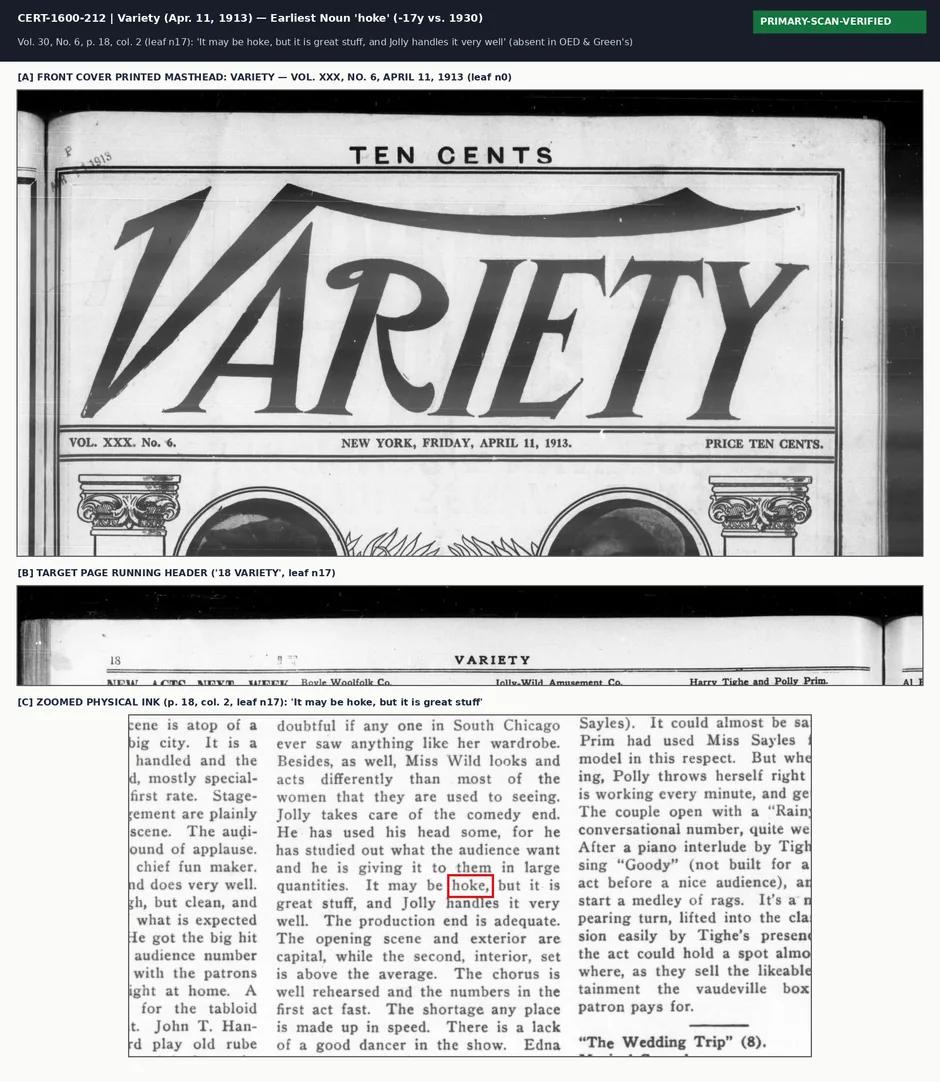 CERT-1600-212 | Variety (Apr. 11, 1913) — Earliest Noun 'hoke' (-17y vs. 1930)
PRIMARY-SCAN-VERIFIED
Vol. 30, No. 6, p. 18, col. 2 (leaf n17): 'It may be hoke, but it is great stuff, and Jolly handles it very well' (absent in OED & Green's)
[A] FRONT COVER PRINTED MASTHEAD: VARIETY — VOL. XXX, NO. 6, APRIL 11, 1913 (leaf n0)
1913
TEN CENTS
VARIETY
VOL. XXX. No. 6.
NEW YORK, FRIDAY, APRIL 11, 1913.
PRICE TEN CENTS.
[B] TARGET PAGE RUNNING HEADER ('18 VARIETY', leaf n17)
18
VARIETY
NEW ACTS NEXT WEEK
Boyle Woolfolk Co.
Jolly-Wild Amusement Co.
Harry Tighe and Polly Prim.
[C] ZOOMED PHYSICAL INK (p. 18, col. 2, leaf n17): 'It may be hoke, but it is great stuff'
cene is atop of a
big city. It is a
handled and the
d, mostly special-
first rate. Stage-
ement are plainly
scene. The audi-
ound of applause.
chief fun maker.
nd does very well.
gh, but clean, and
what is expected
He got the big hit
audience number
with the patrons
ight at home. A
for the tabloid
t. John T. Han-
rd play old rube
doubtful if any one in South Chicago
ever saw anything like her wardrobe.
Besides, as well, Miss Wild looks and
acts differently than most of the
women that they are used to seeing.
Jolly takes care of the comedy end.
He has used his head some, for he
has studied out what the audience want
and he is giving it to them in large
quantities. It may be hoke, but it is
great stuff, and Jolly handles it very
well. The production end is adequate.
The opening scene and exterior are
capital, while the second, interior, set
is above the average. The chorus is
well rehearsed and the numbers in the
first act fast. The shortage any place
is made up in speed. There is a lack
of a good dancer in the show. Edna
Sayles). It could almost be sa
Prim had used Miss Sayles
model in this respect. But whe
ing, Polly throws herself right
is working every minute, and ge
The couple open with a "Rain
conversational number, quite we
After a piano interlude by Tigh
sing "Goody" (not built for a
act before a nice audience), an
start a medley of rags. It's a n
pearing turn, lifted into the cla
sion easily by Tighe's presen
the act could hold a spot almo
where, as they sell the likeable
tainment the vaudeville box
patron pays for.
"The Wedding Trip" (8).